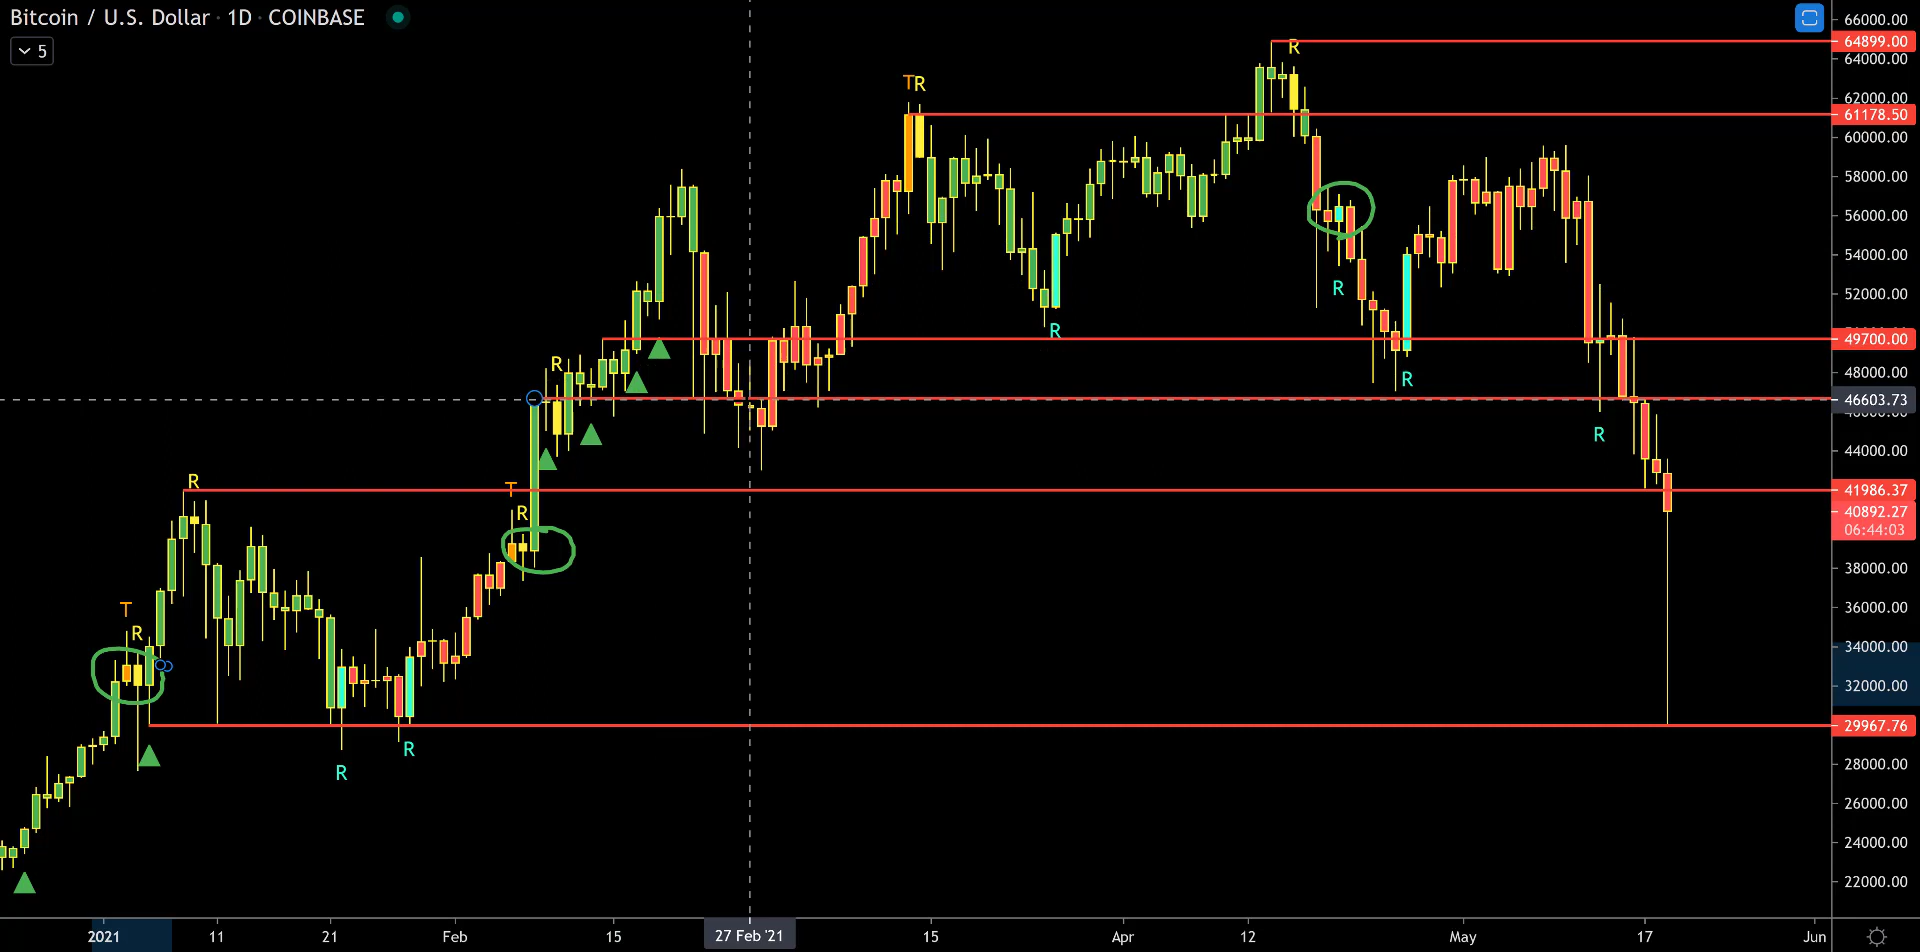 Bitcoin / U.S. Dollar · 1D · COINBASE
5
66000.00
64899.00
64000.00
62000.00
61178.50
60000.00
58000.00
56000.00
54000.00
52000.00
49700.00
48000.00
46603.73
44000.00
41986.37
40892.27
06:44:03
38000.00
36000.00
34000.00
32000.00
29967.76
28000.00
26000.00
24000.00
22000.00
R
TR
R
R
R
R
R
R
R
T
R
T
R
R
R
2021
11
21
Feb
15
27 Feb '21
15
Apr
12
May
17
Jun